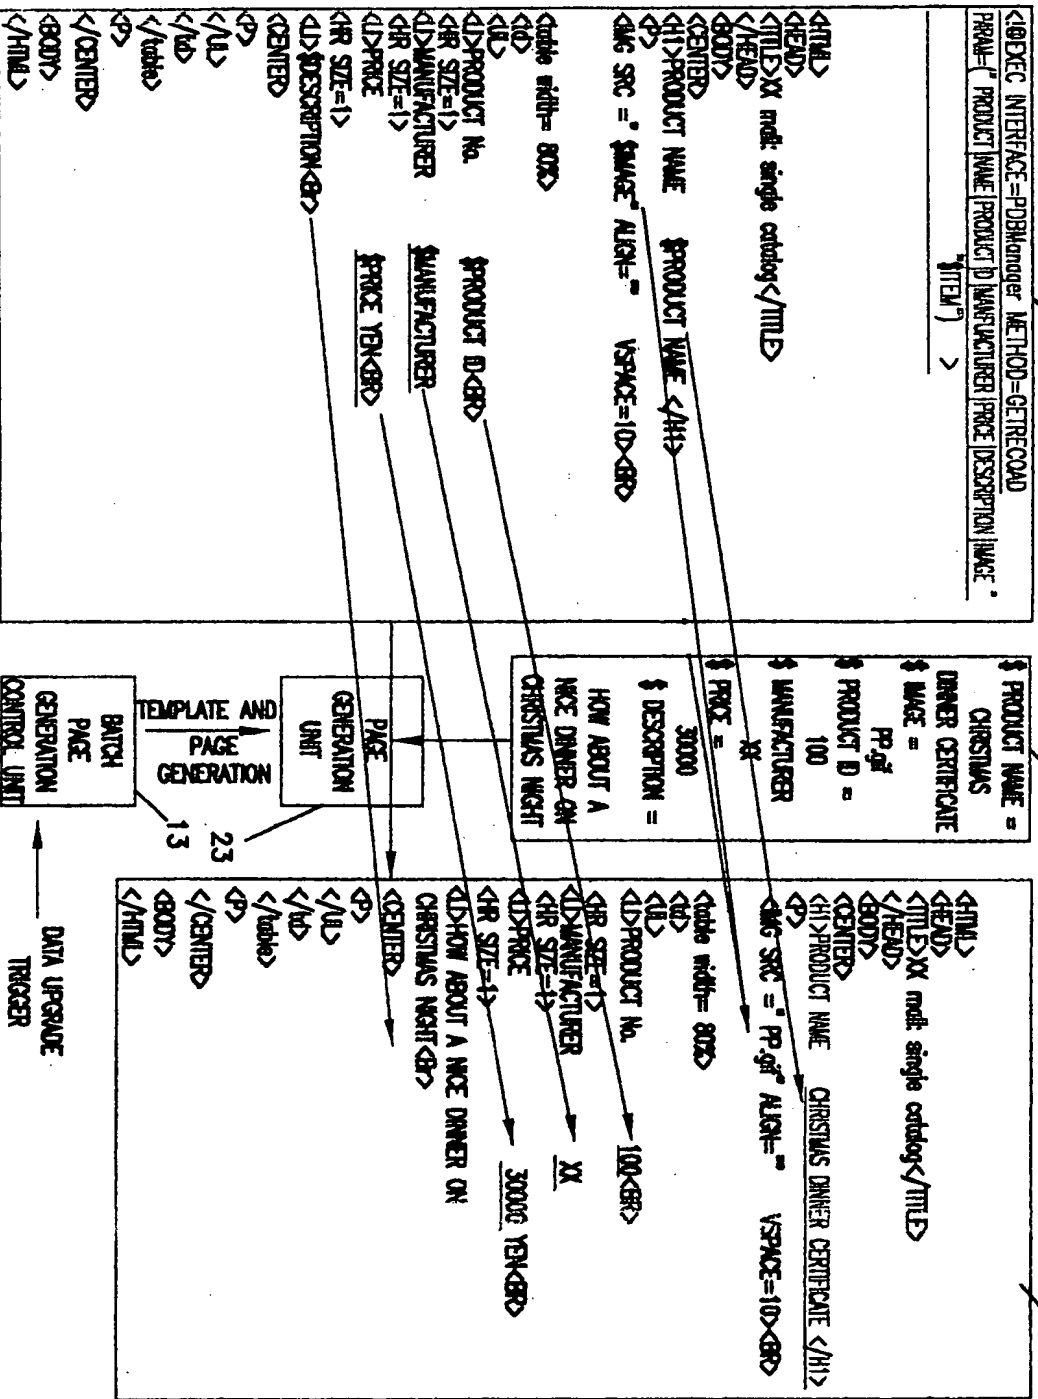 <!@EXEC INTERFACE=PDBManager METHOD=GETRECOAD
PARAM=(" PRODUCT NAME|PRODUCT ID|MANFUACTURER|PRICE|DESCRIPTION|IMAGE"
"$ITEM") >
<HTML>
<HEAD>
<TITLE>XX mall: single catalog</TITLE>
</HEAD>
<BODY>
<CENTER>
<H1>PRODUCT NAME $PRODUCT NAME </H1>
<P>
<IMG SRC =" $IMAGE" ALIGN= "" VSPACE=10><BR>
<table width= 80%>
<td>
<UL>
<LI>PRODUCT No. $PRODUCT ID<BR>
<HR SIZE=1>
<LI>MANUFACTURER $MANUFACTURER
<HR SIZE=1>
<LI>PRICE $PRICE YEN<BR>
<HR SIZE=1>
<LI>$DESCRIPTION<Br>
<CENTER>
<P>
</UL>
</td>
</table>
<P>
</CENTER>
<BODY>
</HTML>
$ PRODUCT NAME =
CHRISTMAS
DINNER CERTIFICATE
$ IMAGE =
PP.gif
$ PRODUCT ID =
100
$ MANUFACTURER
XX
$ PRICE =
30000
$ DESCRIPTION =
HOW ABOUT A
NICE DINNER ON
CHRISTMAS NIGHT
PAGE
GENERATION
UNIT
23
TEMPLATE AND
PAGE
GENERATION
BATCH
PAGE
GENERATION
CONTROL UNIT
13
DATA UPGRADE
TRIGGER
<HTML>
<HEAD>
<TITLE>XX mall: single catalog</TITLE>
</HEAD>
<BODY>
<CENTER>
<H1>PRODUCT NAME CHRISTMAS DINNER CERTIFICATE </H1>
<P>
<IMG SRC =" PP.gif" ALIGN= "" VSPACE=10><BR>
<table width= 80%>
<td>
<UL>
<LI>PRODUCT No. 100<BR>
<HR SIZE=1>
<LI>MANUFACTURER XX
<HR SIZE=1>
<LI>PRICE 30000 YEN<BR>
<HR SIZE=1>
<LI>HOW ABOUT A NICE DINNER ON
CHRISTMAS NIGHT<Br>
<CENTER>
<P>
</UL>
</td>
</table>
<P>
</CENTER>
<BODY>
</HTML>